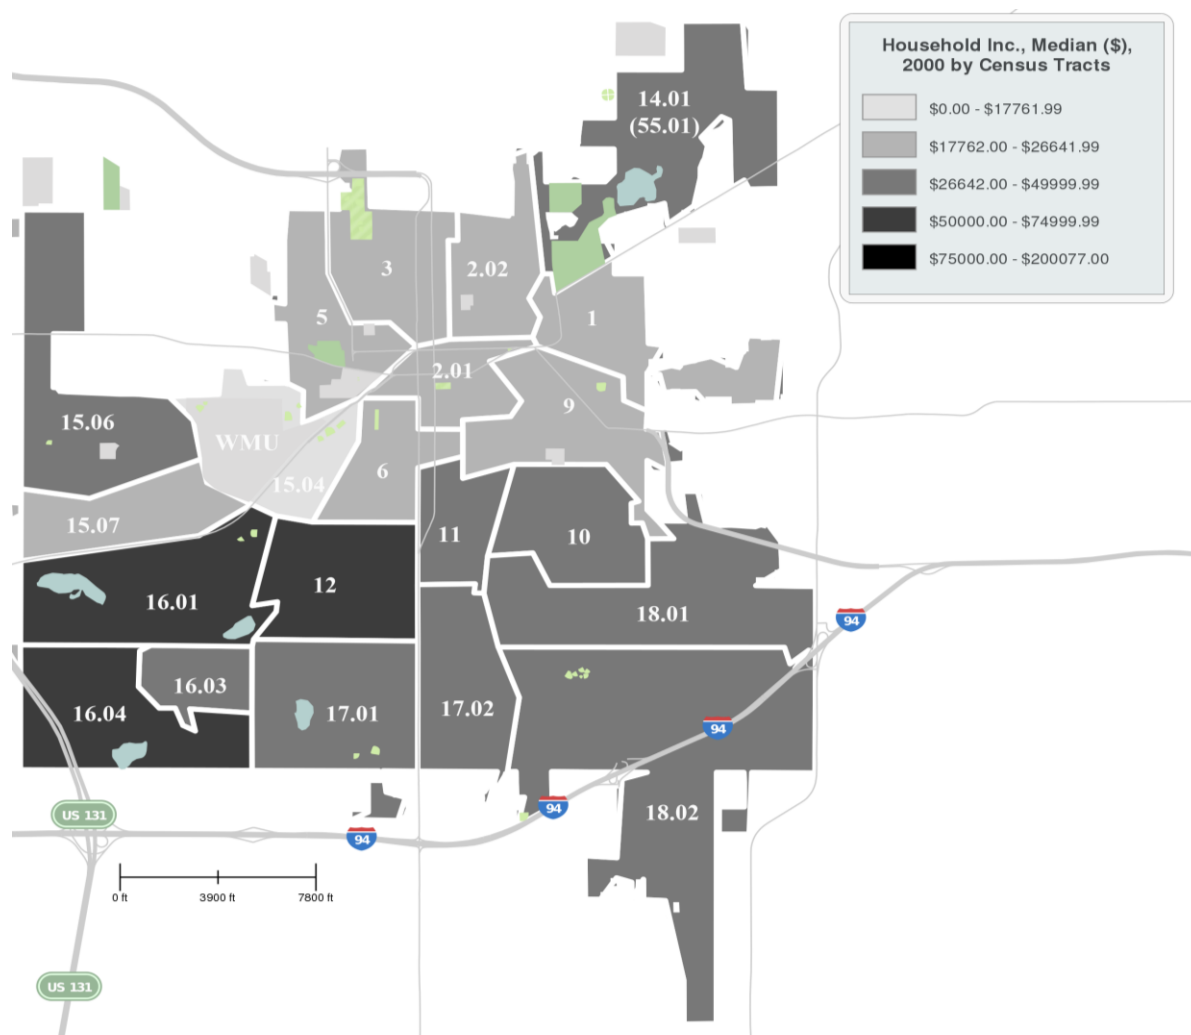 Household Inc., Median ($),
2000 by Census Tracts
$0.00 - $17761.99
$17762.00 - $26641.99
$26642.00 - $49999.99
$50000.00 - $74999.99
$75000.00 - $200077.00
14.01
(55.01)
3
2.02
5
1
2.01
9
15.06
WMU
6
15.04
15.07
11
10
12
16.01
18.01
94
16.03
16.04
17.01
17.02
94
94
US 131
18.02
94
0 ft
3900 ft
7800 ft
US 131